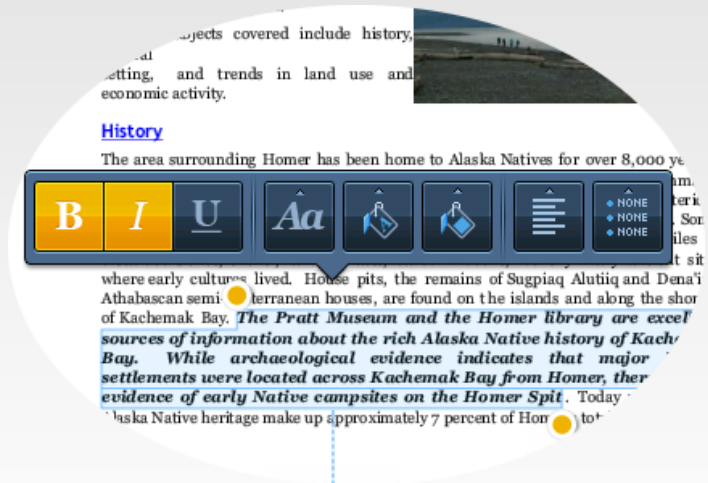 covered include history,
and trends in land use and
economic activity.
History
The area surrounding Homer has been home to Alaska Natives for over 8,000
B I U Aa
NONE
NONE
NONE
where early cultures lived. House pits, the remains of Sugpiaq Alutiiq and Dena'i
Athabascan semi- terranean houses, are found on the islands and along the shor
of Kachemak Bay. The Pratt Museum and the Homer library are excel
sources of information about the rich Alaska Native history of Kache
Bay. While archaeological evidence indicates that major
settlements were located across Kachemak Bay from Homer, ther
evidence of early Native campsites on the Homer Spit. Today
Alaska Native heritage make up approximately 7 percent of